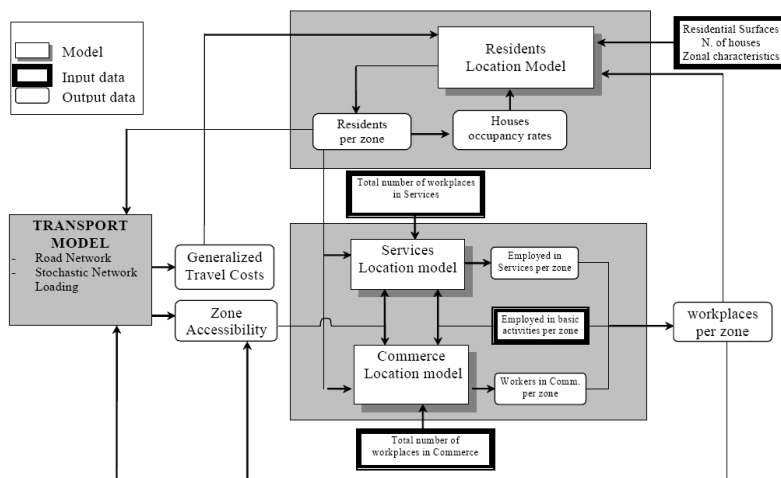 Model
Input data
Output data
Residents
Location Model
Residential Surfaces
N. of houses
Zonal characteristics
Residents
per zone
Houses
occupancy rates
Total number of workplaces
in Services
TRANSPORT
MODEL
- Road Network
- Stochastic Network
Loading
Generalized
Travel Costs
Zone
Accessibility
Services
Location model
Employed in
Services per zone
Employed in basic
activities per zone
workplaces
per zone
Commerce
Location model
Workers in Comm.
per zone
Total number of
workplaces in Commerce